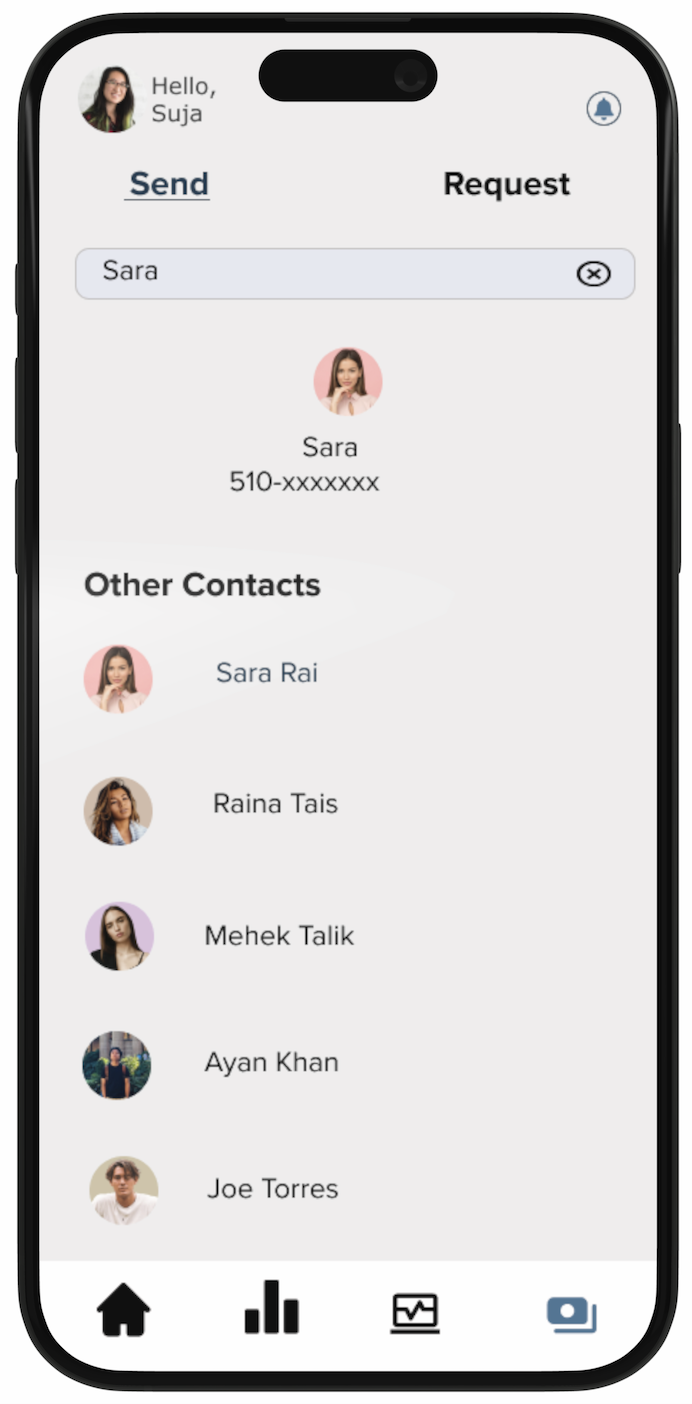 Hello,
Suja
Send Request
Sara
Sara
510-xxxxxxx
Other Contacts
Sara Rai
Raina Tais
Mehek Talik
Ayan Khan
Joe Torres